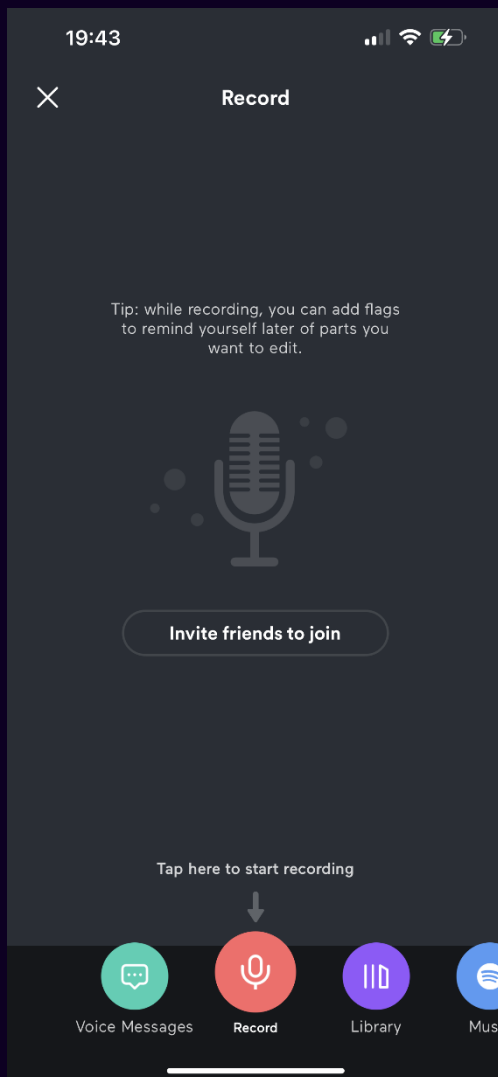 19:43
Record
Tip: while recording, you can add flags
to remind yourself later of parts you
want to edit.
Invite friends to join
Tap here to start recording
Voice Messages
Record
Library
Mus